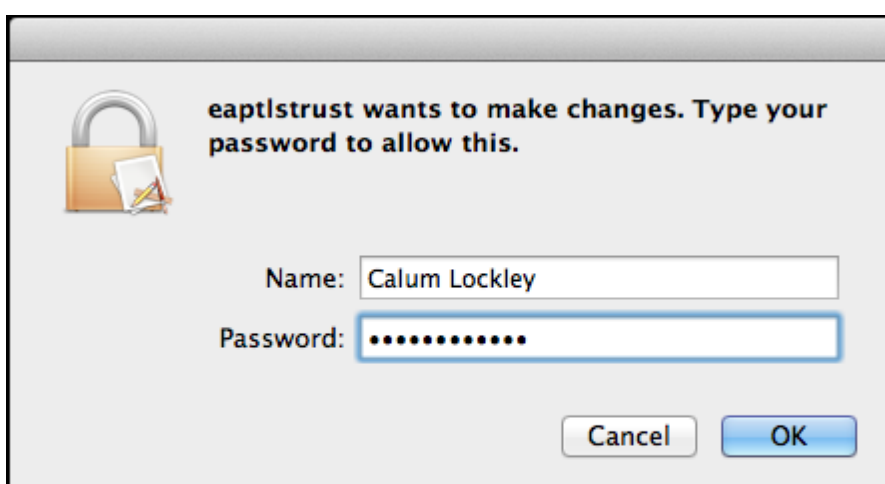 eaptlstrust wants to make changes. Type your
password to allow this.
Name: Calum Lockley
Password: ••••••••••••
Cancel OK